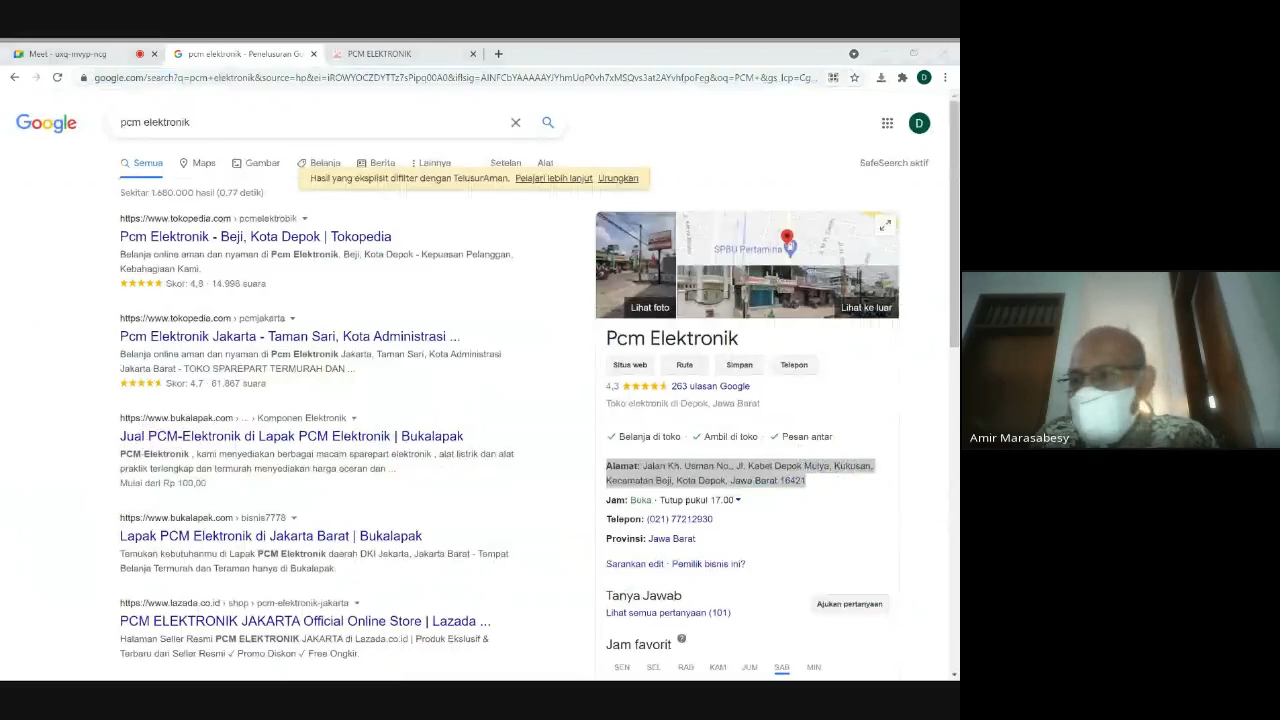 Meet - uxq-mvyp-ncg
pcm elektronik - Penelusuran Go
PCM ELEKTRONIK
Google
pcm elektronik
D
Semua Maps Gambar Belanja Berita Lainnya Setelan Alat
SafeSearch aktif
Hasil yang eksplisit difilter dengan TelusurAman. Pelajari lebih lanjut Urungkan
Sekitar 1.680.000 hasil (0,77 detik)
https://www.tokopedia.com › pcmelektrobik
Pcm Elektronik - Beji, Kota Depok | Tokopedia
Belanja online aman dan nyaman di Pcm Elektronik, Beji, Kota Depok - Kepuasan Pelanggan,
Kebahagiaan Kami.
Skor: 4,8 · 14.998 suara
https://www.tokopedia.com › pcmjakarta
Pcm Elektronik Jakarta - Taman Sari, Kota Administrasi ...
Belanja online aman dan nyaman di Pcm Elektronik Jakarta, Taman Sari, Kota Administrasi
Jakarta Barat - TOKO SPAREPART TERMURAH DAN ...
Skor: 4,7 · 61.867 suara
https://www.bukalapak.com › ... › Komponen Elektronik
Jual PCM-Elektronik di Lapak PCM Elektronik | Bukalapak
PCM-Elektronik , kami menyediakan berbagai macam sparepart elektronik , alat listrik dan alat
praktik terlengkap dan termurah menyediakan harga eceran dan ...
Mulai dari Rp 100,00
https://www.bukalapak.com › bisnis7778
Lapak PCM Elektronik di Jakarta Barat | Bukalapak
Temukan kebutuhanmu di Lapak PCM Elektronik daerah DKI Jakarta, Jakarta Barat - Tempat
Belanja Termurah dan Teraman hanya di Bukalapak.
https://www.lazada.co.id › shop › pcm-elektronik-jakarta
PCM ELEKTRONIK JAKARTA Official Online Store | Lazada ...
Halaman Seller Resmi PCM ELEKTRONIK JAKARTA di Lazada.co.id | Produk Ekslusif &
Terbaru dari Seller Resmi √ Promo Diskon √ Free Ongkir.
SPBU Pertamina
Lihat foto
Lihat ke luar
Pcm Elektronik
Situs web Rute Simpan Telepon
4,3 263 ulasan Google
Toko elektronik di Depok, Jawa Barat
Belanja di toko · Ambil di toko · Pesan antar
Alamat: Jalan Kh. Usman No., Jl. Kabel Depok Mulya, Kukusan,
Kecamatan Beji, Kota Depok, Jawa Barat 16421
Jam: Buka · Tutup pukul 17.00
Telepon: (021) 77212930
Provinsi: Jawa Barat
Sarankan edit · Pemilik bisnis ini?
Tanya Jawab
Lihat semua pertanyaan (101)
Ajukan pertanyaan
Jam favorit
SEN SEL RAB KAM JUM SAB MIN
Amir Marasabesy